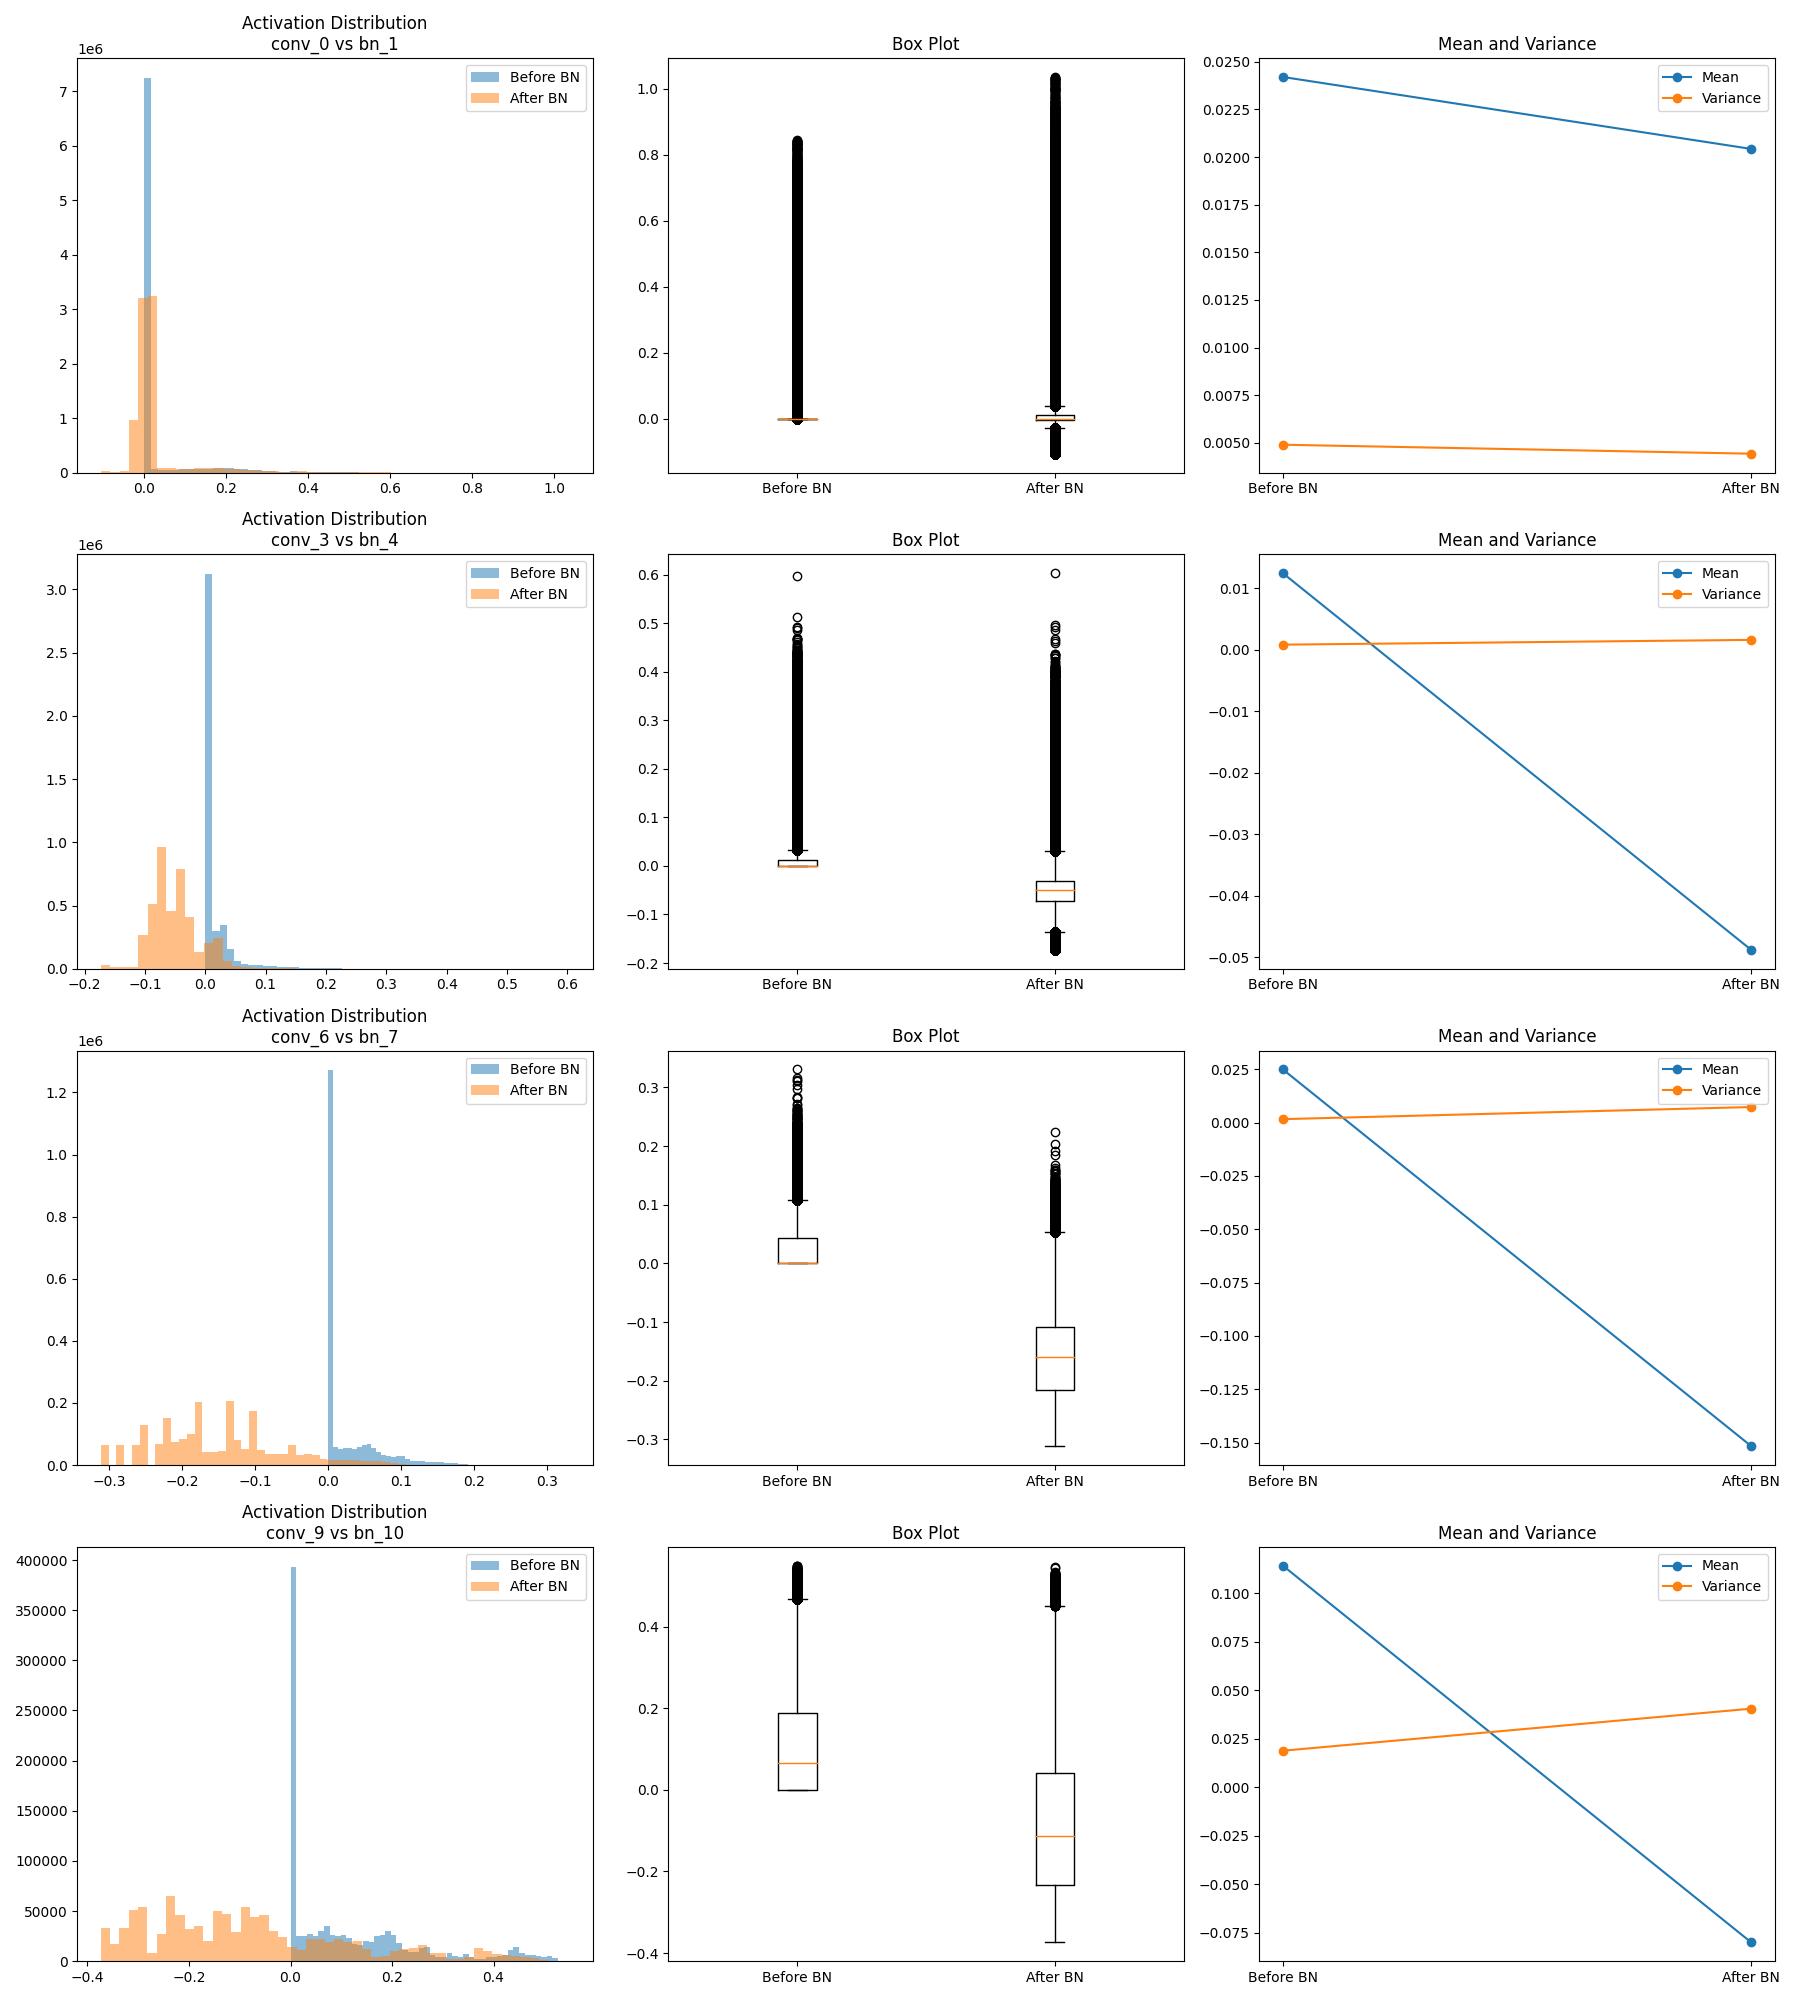 Activation Distribution
conv_0 vs bn_1
Box Plot
Mean and Variance
1e6
7
6
5
4
3
2
1
0
0.0 0.2 0.4 0.6 0.8 1.0
Before BN
After BN
1.0
0.8
0.6
0.4
0.2
0.0
Before BN After BN
0.0250
0.0225
0.0200
0.0175
0.0150
0.0125
0.0100
0.0075
0.0050
Before BN After BN
Mean
Variance
Activation Distribution
conv_3 vs bn_4
Box Plot
Mean and Variance
1e6
3.0
2.5
2.0
1.5
1.0
0.5
0.0
−0.2 −0.1 0.0 0.1 0.2 0.3 0.4 0.5 0.6
Before BN
After BN
0.6
0.5
0.4
0.3
0.2
0.1
0.0
−0.1
−0.2
Before BN After BN
0.01
0.00
−0.01
−0.02
−0.03
−0.04
−0.05
Before BN After BN
Mean
Variance
Activation Distribution
conv_6 vs bn_7
Box Plot
Mean and Variance
1e6
1.2
1.0
0.8
0.6
0.4
0.2
0.0
−0.3 −0.2 −0.1 0.0 0.1 0.2 0.3
Before BN
After BN
0.3
0.2
0.1
0.0
−0.1
−0.2
−0.3
Before BN After BN
0.025
0.000
−0.025
−0.050
−0.075
−0.100
−0.125
−0.150
Before BN After BN
Mean
Variance
Activation Distribution
conv_9 vs bn_10
Box Plot
Mean and Variance
400000
350000
300000
250000
200000
150000
100000
50000
0
−0.4 −0.2 0.0 0.2 0.4
Before BN
After BN
0.4
0.2
0.0
−0.2
−0.4
Before BN After BN
0.100
0.075
0.050
0.025
0.000
−0.025
−0.050
−0.075
Before BN After BN
Mean
Variance